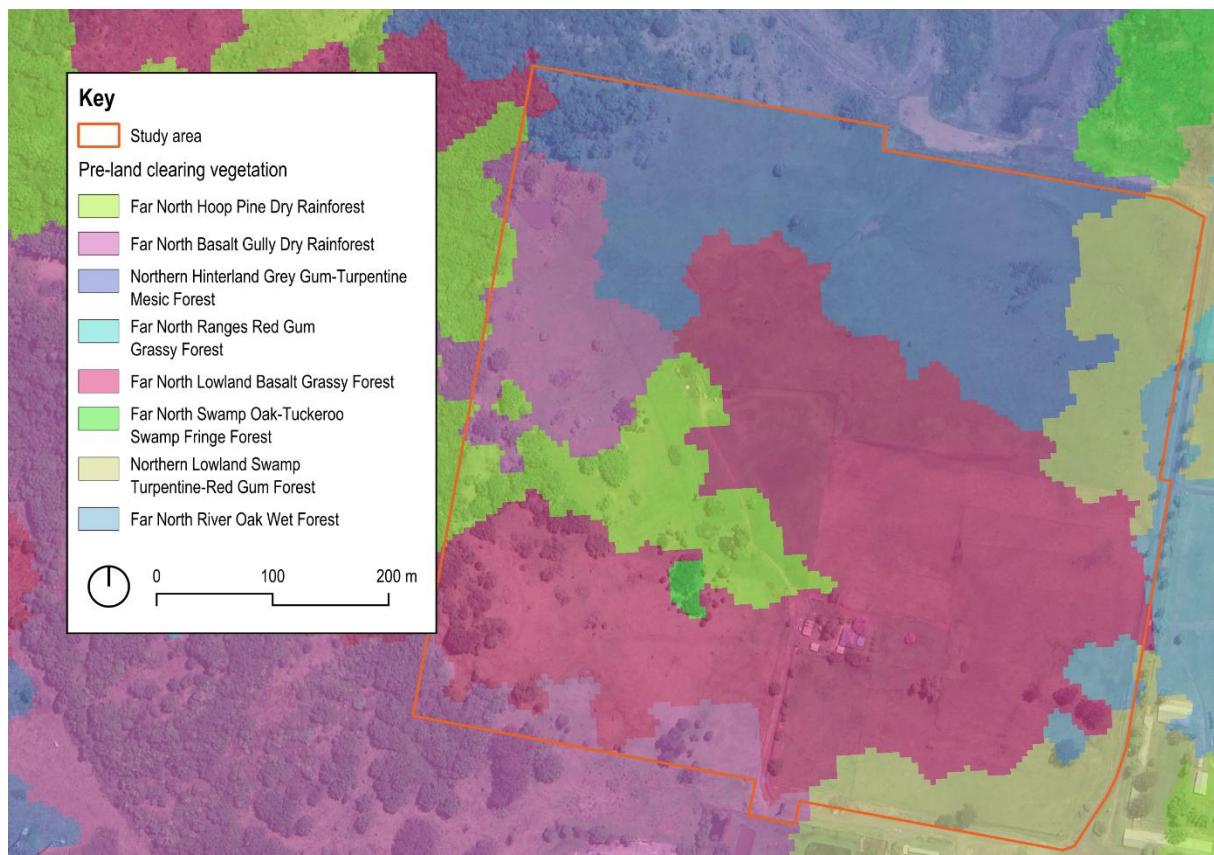 Key
Study area
Pre-land clearing vegetation
Far North Hoop Pine Dry Rainforest
Far North Basalt Gully Dry Rainforest
Northern Hinterland Grey Gum-Turpentine
Mesic Forest
Far North Ranges Red Gum
Grassy Forest
Far North Lowland Basalt Grassy Forest
Far North Swamp Oak-Tuckeroo
Swamp Fringe Forest
Northern Lowland Swamp
Turpentine-Red Gum Forest
Far North River Oak Wet Forest
0 100 200 m